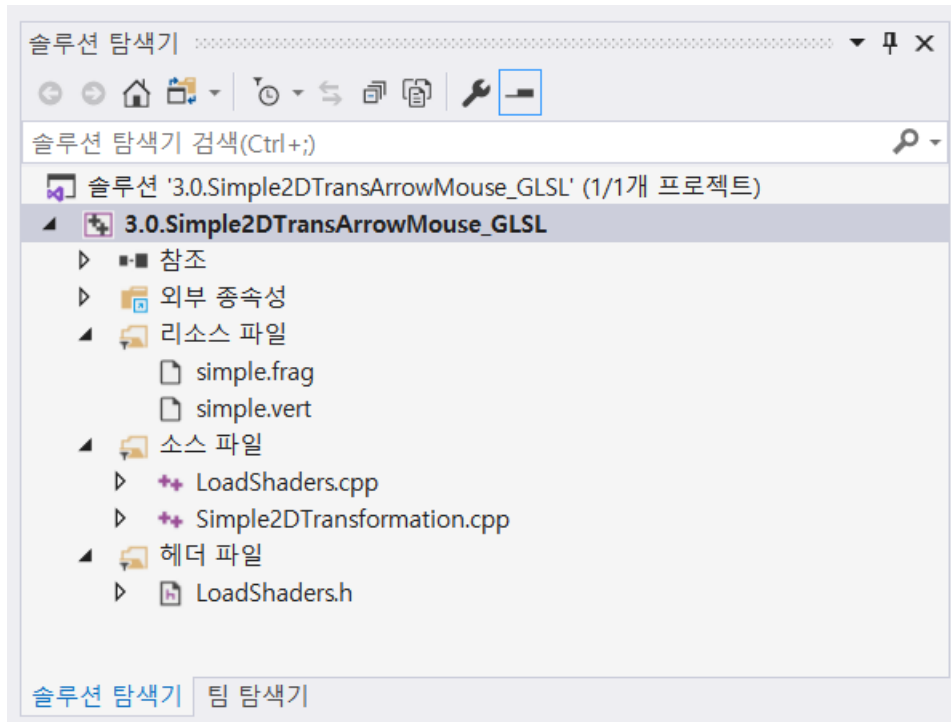 솔루션 탐색기
솔루션 탐색기 검색(Ctrl+;)
솔루션 '3.0.Simple2DTransArrowMouse_GLSL' (1/1개 프로젝트)
3.0.Simple2DTransArrowMouse_GLSL
참조
외부 종속성
리소스 파일
simple.frag
simple.vert
소스 파일
LoadShaders.cpp
Simple2DTransformation.cpp
헤더 파일
LoadShaders.h
솔루션 탐색기 팀 탐색기